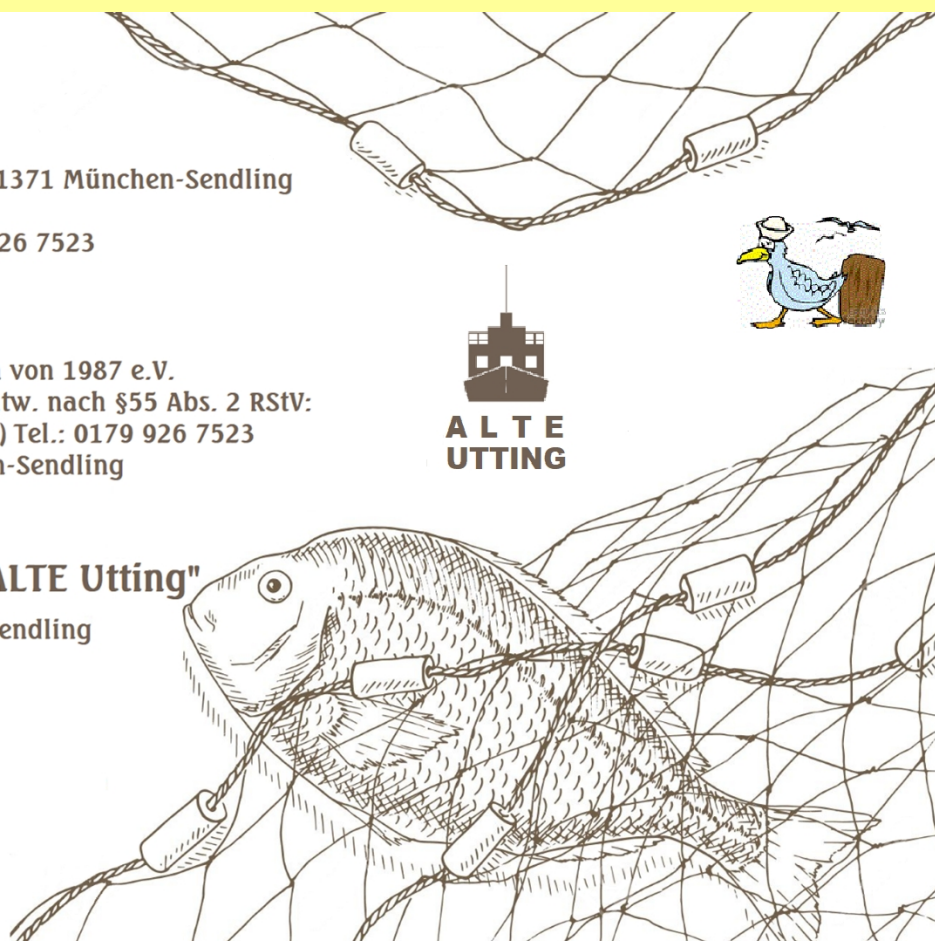 1371 München-Sendling
26 7523
von 1987 e.V.
tw. nach §55 Abs. 2 RStV:
) Tel.: 0179 926 7523
n-Sendling
ALTE
UTTING
ALTE Utting"
endling